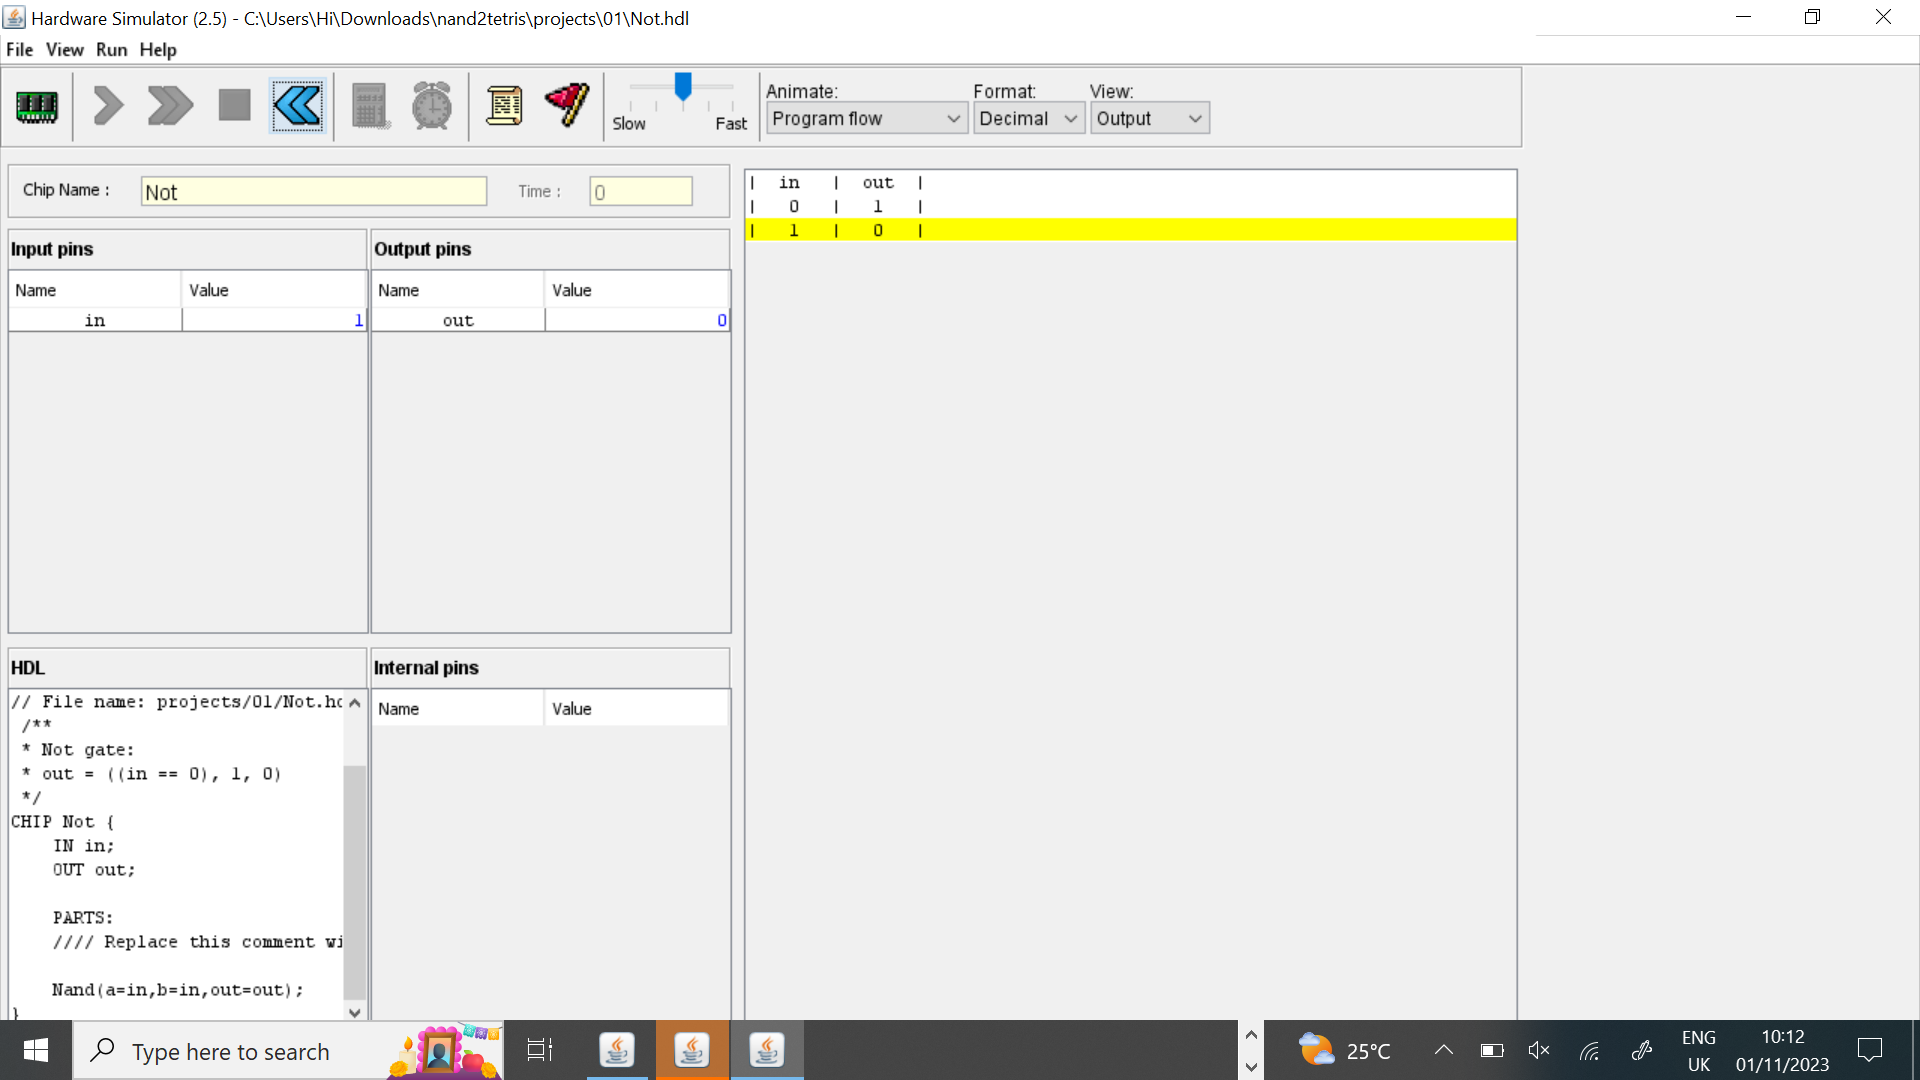 Hardware Simulator (2.5) - C:\Users\Hi\Downloads\nand2tetris\projects\01\Not.hdl
File View Run Help
Slow Fast
Animate: Format: View:
Program flow Decimal Output
Chip Name : Not Time : 0
| in | out |
| 0 | 1 |
| 1 | 0 |
Input pins Output pins
Name Value Name Value
in 1 out 0
HDL Internal pins
Name Value
// File name: projects/01/Not.hd
/**
* Not gate:
* out = ((in == 0), 1, 0)
*/
CHIP Not {
IN in;
OUT out;
PARTS:
//// Replace this comment wi
Nand(a=in,b=in,out=out);
}
Type here to search
25°C
ENG
UK
10:12
01/11/2023